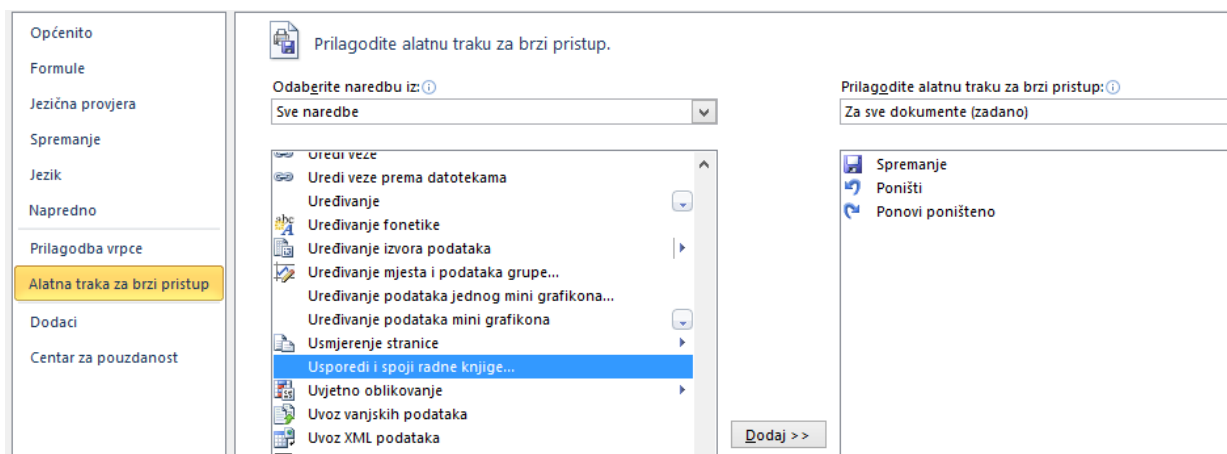 Općenito
Formule
Jezična provjera
Spremanje
Jezik
Napredno
Prilagodba vrpce
Alatna traka za brzi pristup
Dodaci
Centar za pouzdanost
Prilagodite alatnu traku za brzi pristup.
Odaberite naredbu iz:
Sve naredbe
Uredi veze
Uredi veze prema datotekama
Uređivanje
Uređivanje fonetike
Uređivanje izvora podataka
Uređivanje mjesta i podataka grupe...
Uređivanje podataka jednog mini grafikona...
Uređivanje podataka mini grafikona
Usmjerenje stranice
Usporedi i spoji radne knjige...
Uvjetno oblikovanje
Uvoz vanjskih podataka
Uvoz XML podataka
Dodaj >>
Prilagodite alatnu traku za brzi pristup:
Za sve dokumente (zadano)
Spremanje
Poništi
Ponovi poništeno